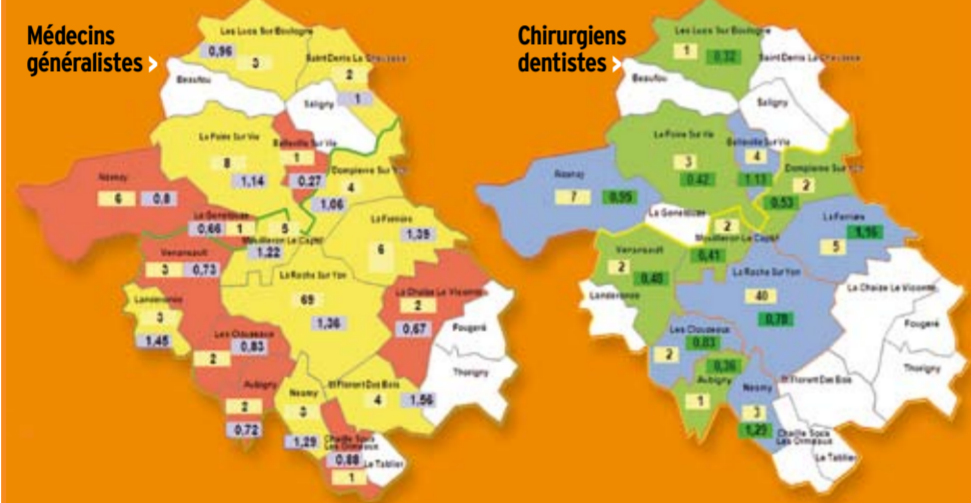 Médecins
généralistes >
Les Lucs Sur Boulogne
0,96
3
Saint Denis La Chevasse
2
1
Beaufou
Saligny
Le Poiré Sur Vie
8
1,14
Belleville Sur Vie
1
0,27
Dompierre Sur Yon
4
1,06
Nesmy
6 0,8
La Genétouze
0,66 1
5
Mouilleron Le Captif
1,22
La Ferrière
1,39
6
Venansault
3 0,73
La Roche Sur Yon
69
1,36
Landeronde
3
1,45
La Chaize Le Vicomte
2
0,67
Fougeré
Thorigny
Les Clouzeaux
0,83
2
Aubigny
2
0,72
Nesmy
3
1,29
St Florent Des Bois
4 1,56
Chaillé Sous
Les Ormeaux
0,88
1
Le Tablier
Chirurgiens
dentistes >
Les Lucs Sur Boulogne
1 0,32
Saint Denis La Chevasse
Beaufou
Saligny
Le Poiré Sur Vie
3
0,42
Belleville Sur Vie
4
1,13
Dompierre Sur Yon
2
0,53
7 0,95
La Genétouze
2
Mouilleron Le Captif
0,41
La Ferrière
1,16
5
Venansault
2
0,48
La Roche Sur Yon
40
0,78
Landeronde
La Chaize Le Vicomte
Fougeré
Thorigny
Les Clouzeaux
0,83
2
0,36
Aubigny
1
Nesmy
3
1,29
St Florent Des Bois
Chaillé Sous
Les Ormeaux
Le Tablier